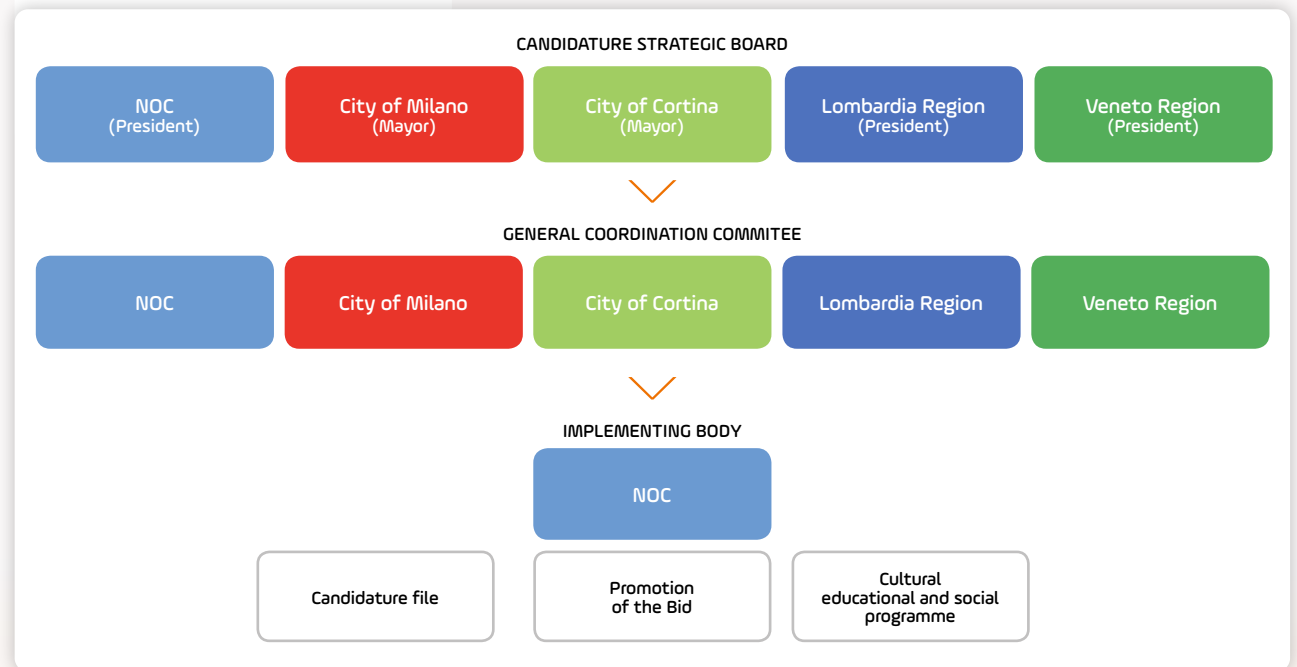 CANDIDATURE STRATEGIC BOARD
NOC
(President)
City of Milano
(Mayor)
City of Cortina
(Mayor)
Lombardia Region
(President)
Veneto Region
(President)
GENERAL COORDINATION COMMITEE
NOC
City of Milano
City of Cortina
Lombardia Region
Veneto Region
IMPLEMENTING BODY
NOC
Candidature file
Promotion
of the Bid
Cultural
educational and social
programme